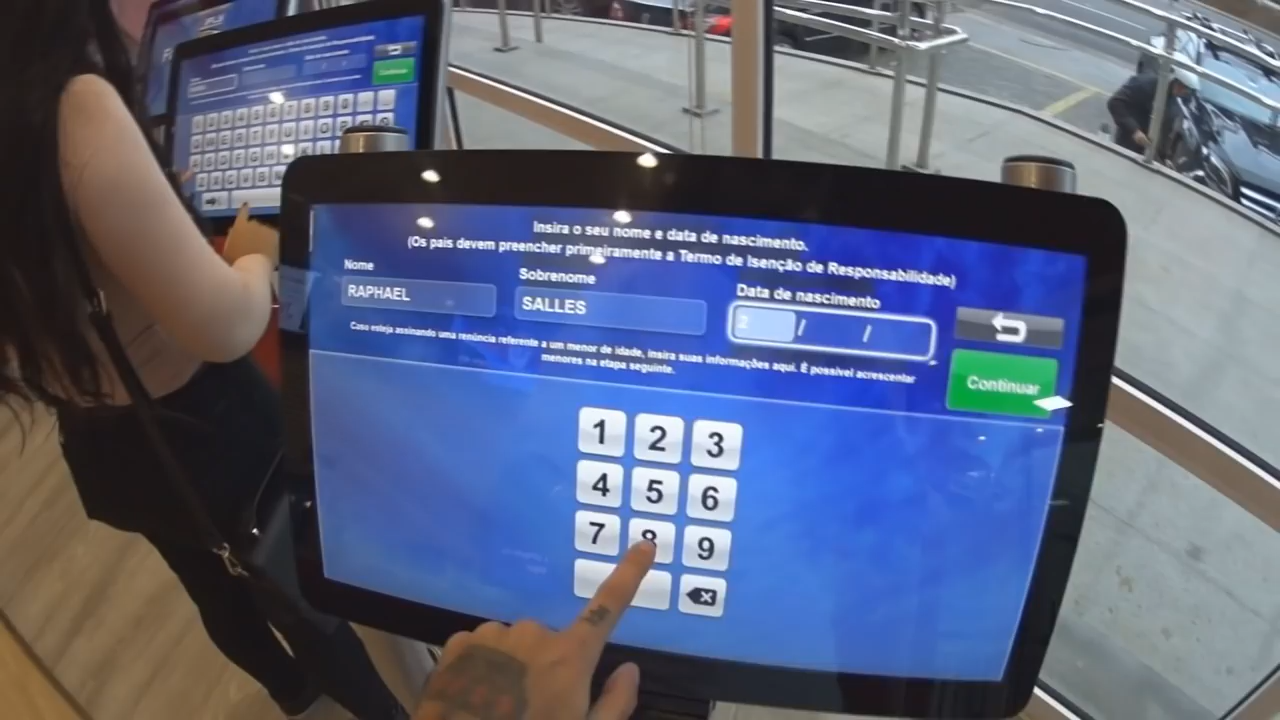 Insira o seu nome e data de nascimento.
(Os pais devem preencher primeiramente a Termo de Isenção de Responsabilidade)
Nome
Sobrenome
Data de nascimento
RAPHAEL
SALLES
2 / /
Caso esteja assinando uma renúncia referente a um menor de idade, insira suas informações aqui. É possível acrescentar
menores na etapa seguinte.
Continuar
1 2 3
4 5 6
7 8 9
Continuar